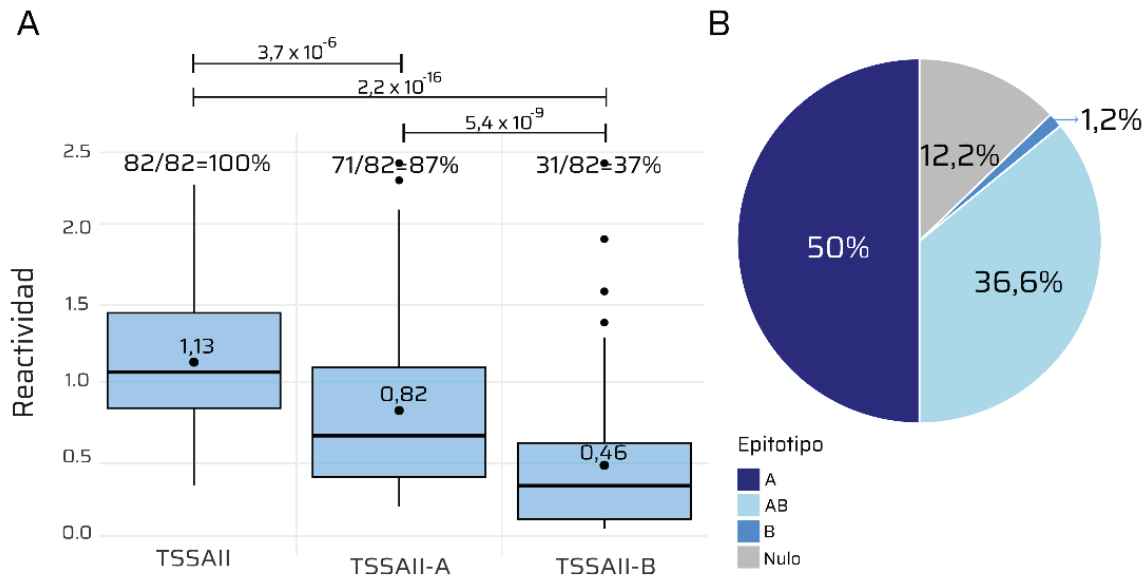 A
B
3,7 x 10-6
2,2 x 10-16
5,4 x 10-9
82/82=100%
71/82=87%
31/82=37%
2.5
2.0
1.5
1.0
0.5
0.0
Reactividad
1,13
0,82
0,46
TSSAII
TSSAII-A
TSSAII-B
12,2%
1,2%
50%
36,6%
Epitotipo
A
AB
B
Nulo